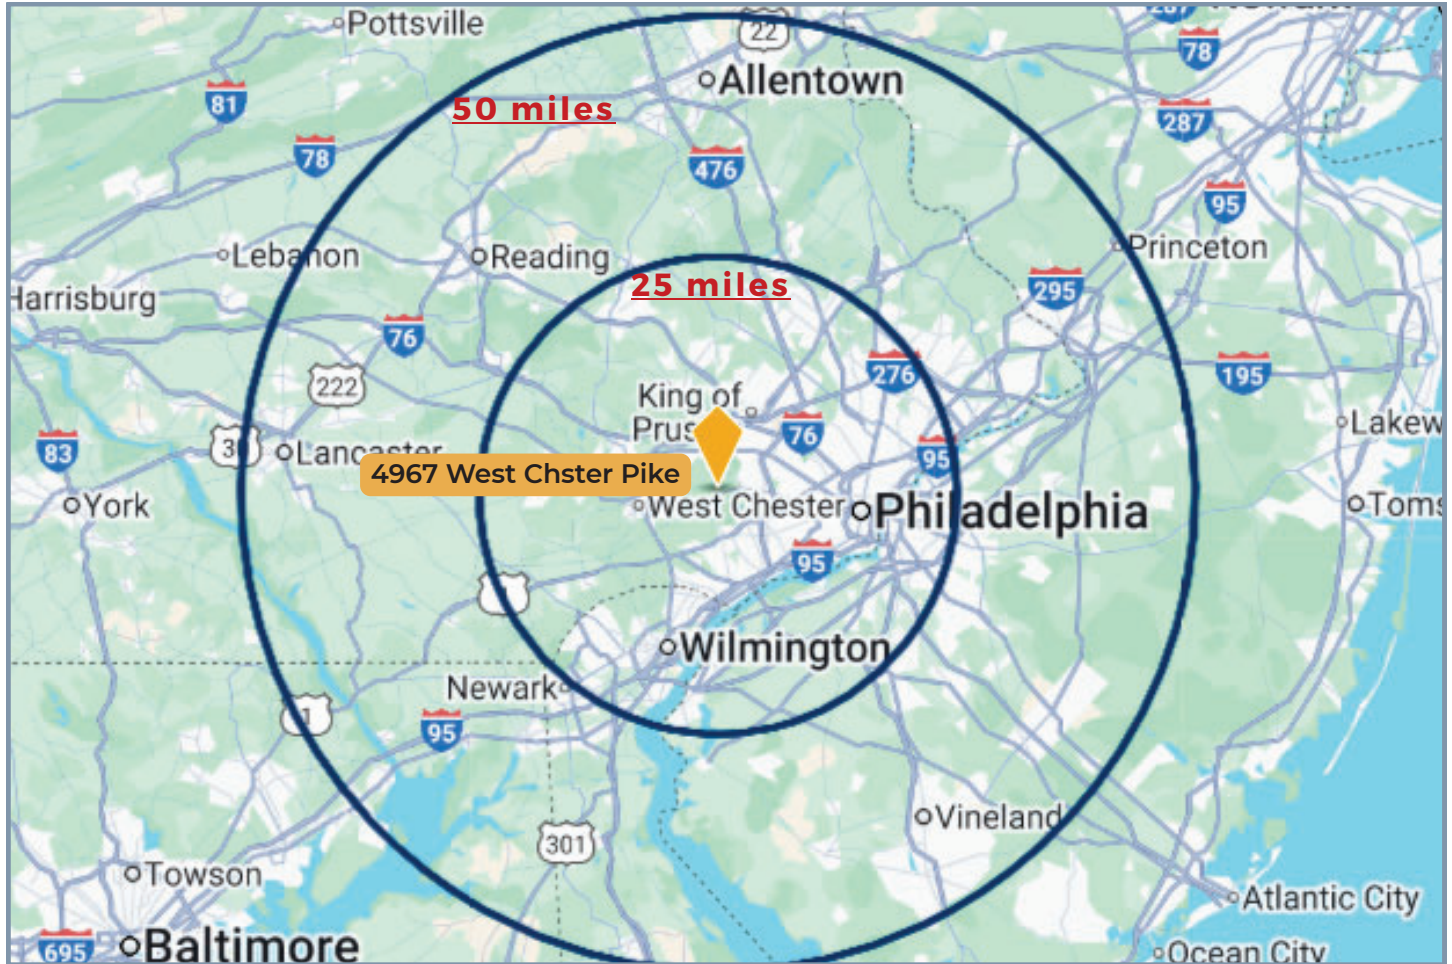 Pottsville
22
78
287
Allentown
81
50 miles
287
78
476
95
Lebanon
Reading
Princeton
25 miles
295
Harrisburg
76
276
195
222
King of
Prus
76
Lakew
83
30
Lancaster
95
4967 West Chster Pike
York
West Chester
Philadelphia
Toms
95
Wilmington
Newark
1
95
Vineland
301
Towson
Atlantic City
695
Baltimore
Ocean City